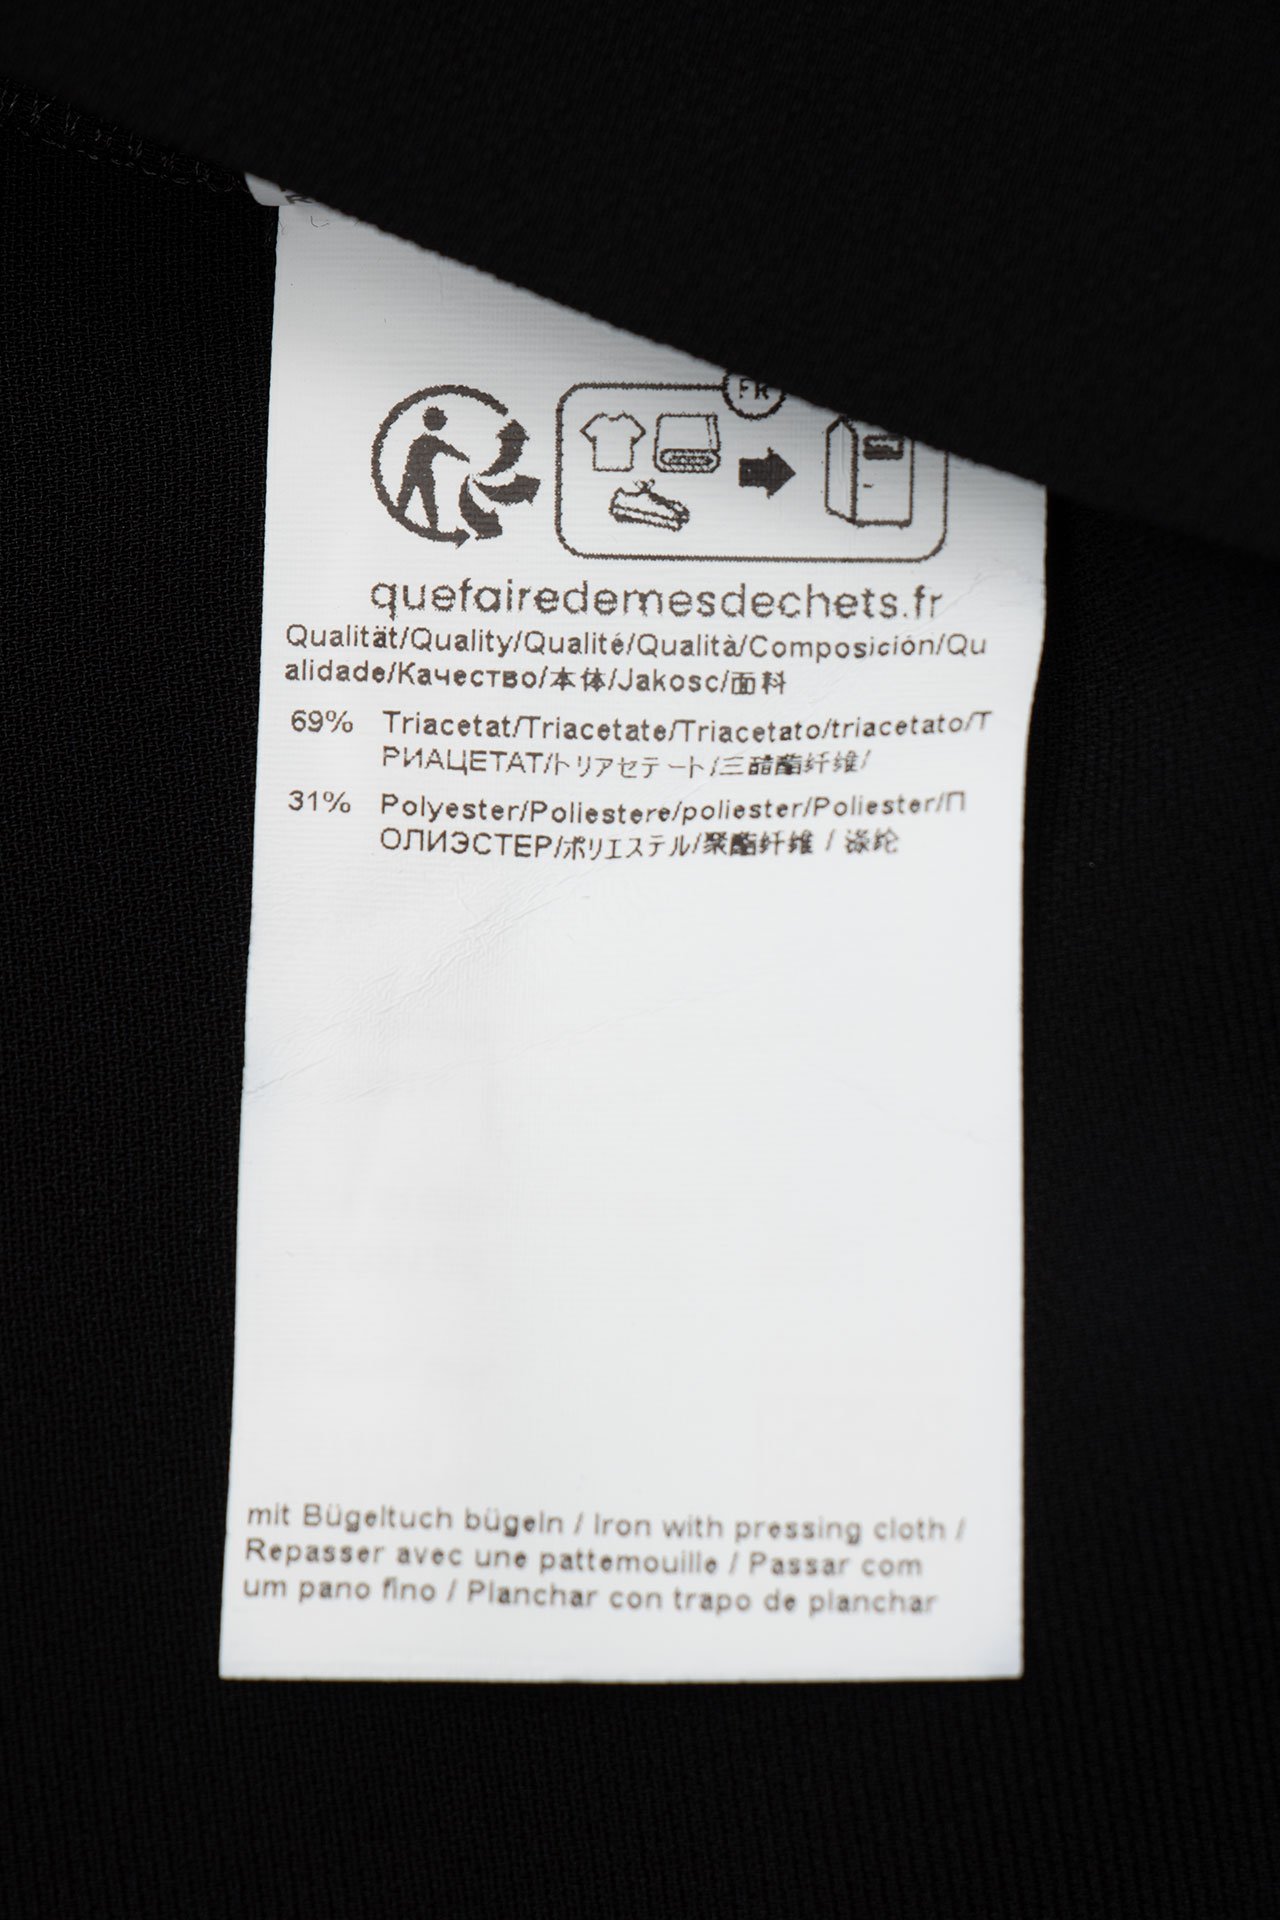 FR
quefairedemesdechets.fr
Qualität/Quality/Qualité/Qualità/Composición/Qu
alidade/Качество/本体/Jakosc/面料
69% Triacetat/Triacetate/Triacetato/triacetato/Т
РИАЦЕТАТ/トリアセテート/三醋酯纤维/
31% Polyester/Poliestere/poliester/Poliester/П
ОЛИЭСТЕР/ポリエステル/聚酯纤维 / 涤纶
mit Bügeltuch bügeln / Iron with pressing cloth /
Repasser avec une pattemouille / Passar com
um pano fino / Planchar con trapo de planchar